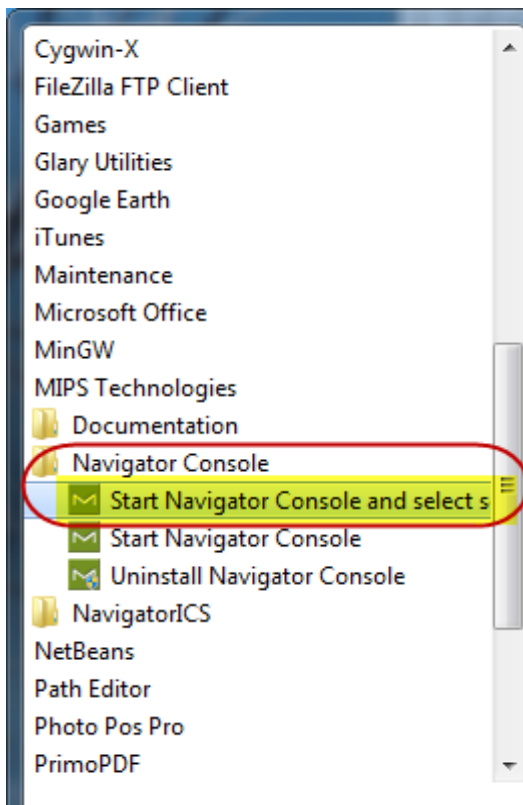 Cygwin-X
FileZilla FTP Client
Games
Glary Utilities
Google Earth
iTunes
Maintenance
Microsoft Office
MinGW
MIPS Technologies
Documentation
Navigator Console
Start Navigator Console and select s
Start Navigator Console
Uninstall Navigator Console
NavigatorICS
NetBeans
Path Editor
Photo Pos Pro
PrimoPDF